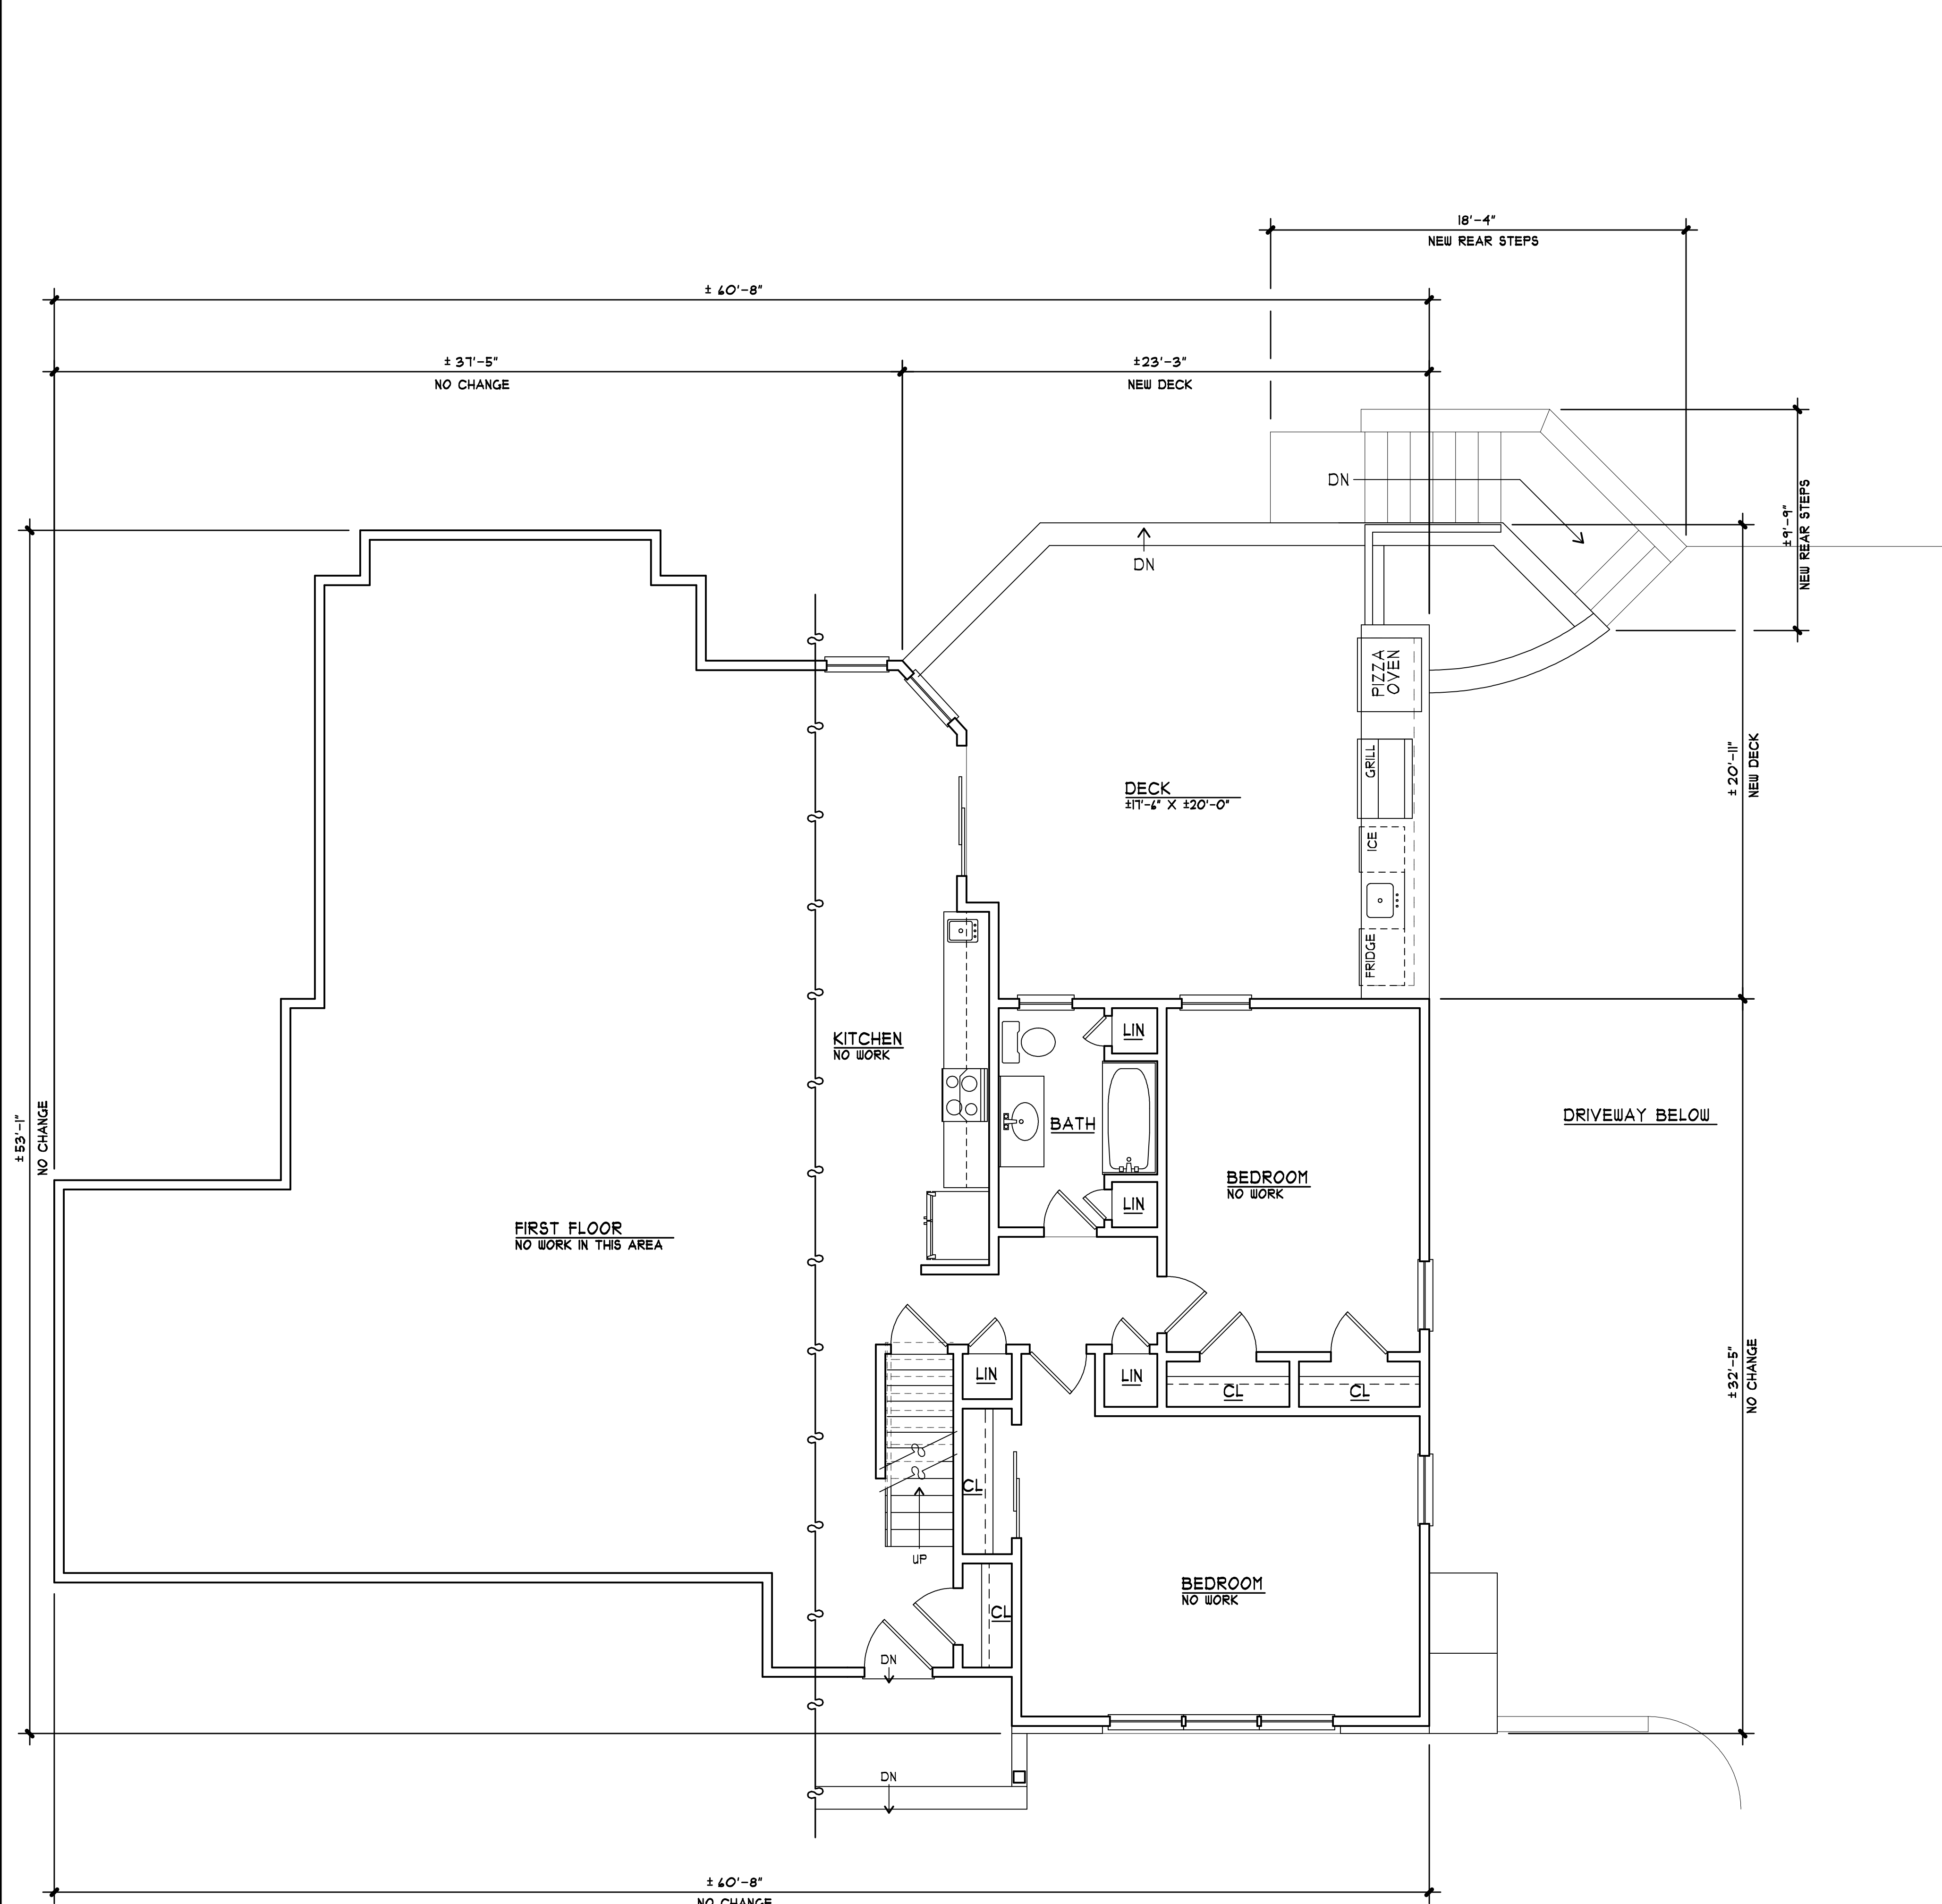 18'-4"
NEW REAR STEPS
± 60'-8"
± 37'-5"
NO CHANGE
±23'-3"
NEW DECK
DN
±9'-9"
NEW REAR STEPS
DN
PIZZA
OVEN
GRILL
ICE
FRIDGE
DECK
±17'-6" X ±20'-0"
± 20'-11"
NEW DECK
KITCHEN
NO WORK
LIN
BATH
LIN
BEDROOM
NO WORK
DRIVEWAY BELOW
± 53'-1"
NO CHANGE
FIRST FLOOR
NO WORK IN THIS AREA
LIN
LIN
CL
CL
±32'-5"
NO CHANGE
CL
UP
BEDROOM
NO WORK
CL
DN
DN
± 60'-8"
NO CHANGE